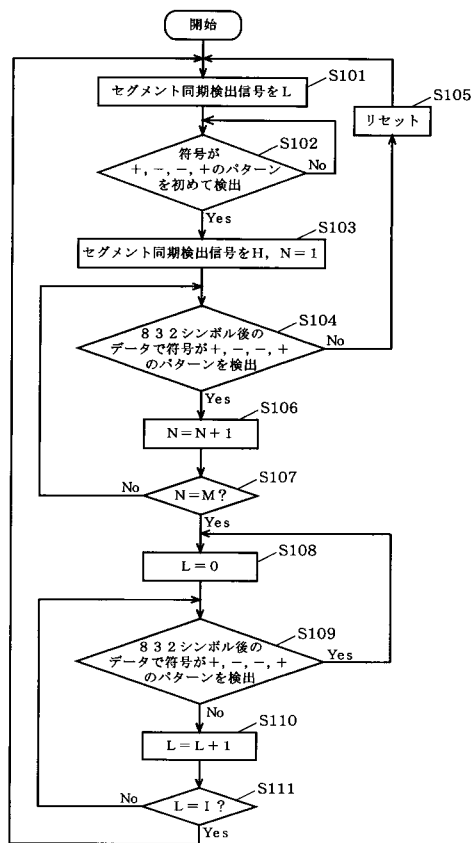 開始
S101
セグメント同期検出信号をL
S105
リセット
S102
符号が
+,-,-,+のパターン
を初めて検出
No
Yes
S103
セグメント同期検出信号をH, N=1
S104
832シンボル後の
データで符号が+,-,-,+
のパターンを検出
No
Yes
S106
N=N+1
S107
No
N=M?
Yes
S108
L=0
S109
832シンボル後の
データで符号が+,-,-,+
のパターンを検出
Yes
No
S110
L=L+1
S111
No
L=I?
Yes